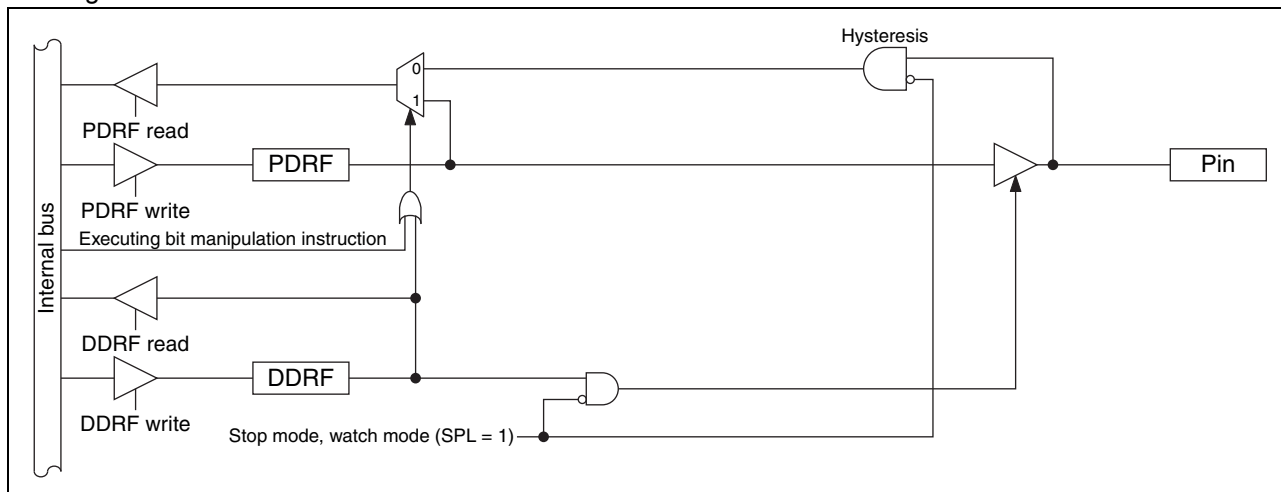 Hysteresis
0
1
PDRF read
PDRF
Pin
PDRF write
Executing bit manipulation instruction
Internal bus
DDRF read
DDRF
DDRF write
Stop mode, watch mode (SPL = 1)